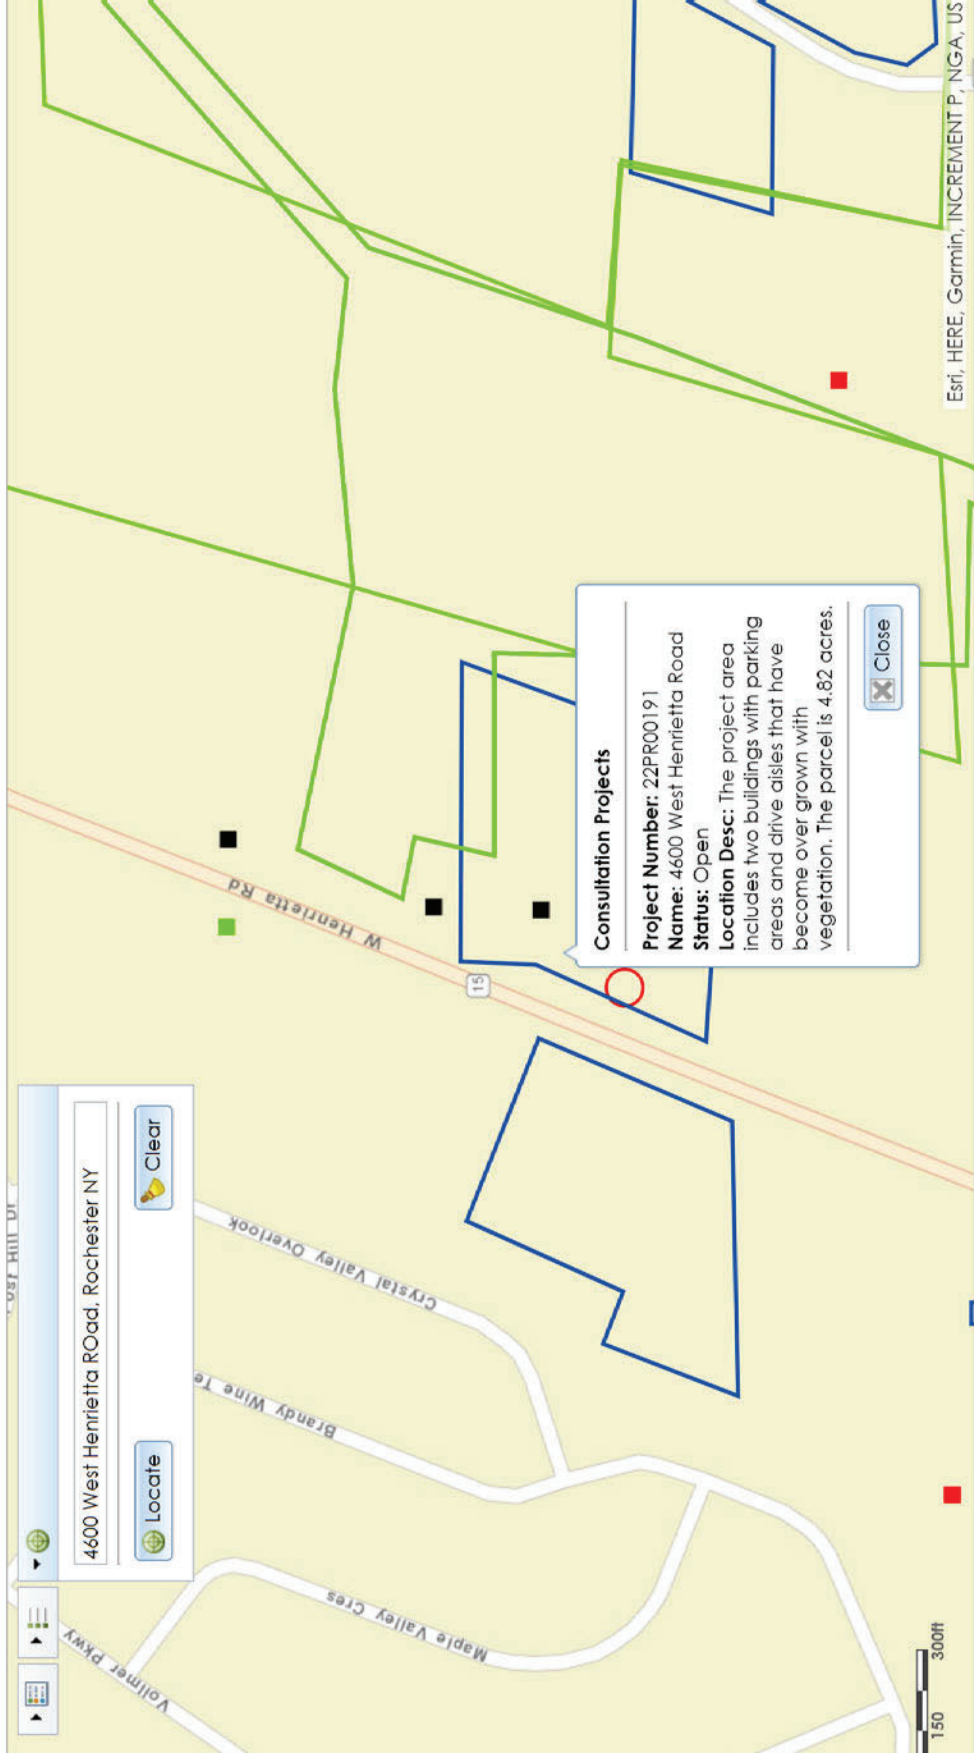 4600 West Henrietta ROad, Rochester NY
Locate
Clear
Vollmer Pkwy
Maple Valley Cres
Brandy Wine Te
Crystal Valley Overlook
Hill Dr
W Henrietta Rd
15
Consultation Projects
Project Number: 22PR00191
Name: 4600 West Henrietta Road
Status: Open
Location Desc: The project area
includes two buildings with parking
areas and drive aisles that have
become over grown with
vegetation. The parcel is 4.82 acres.
Close
150
300ft
Esri, HERE, Garmin, INCREMENT P, NGA, US